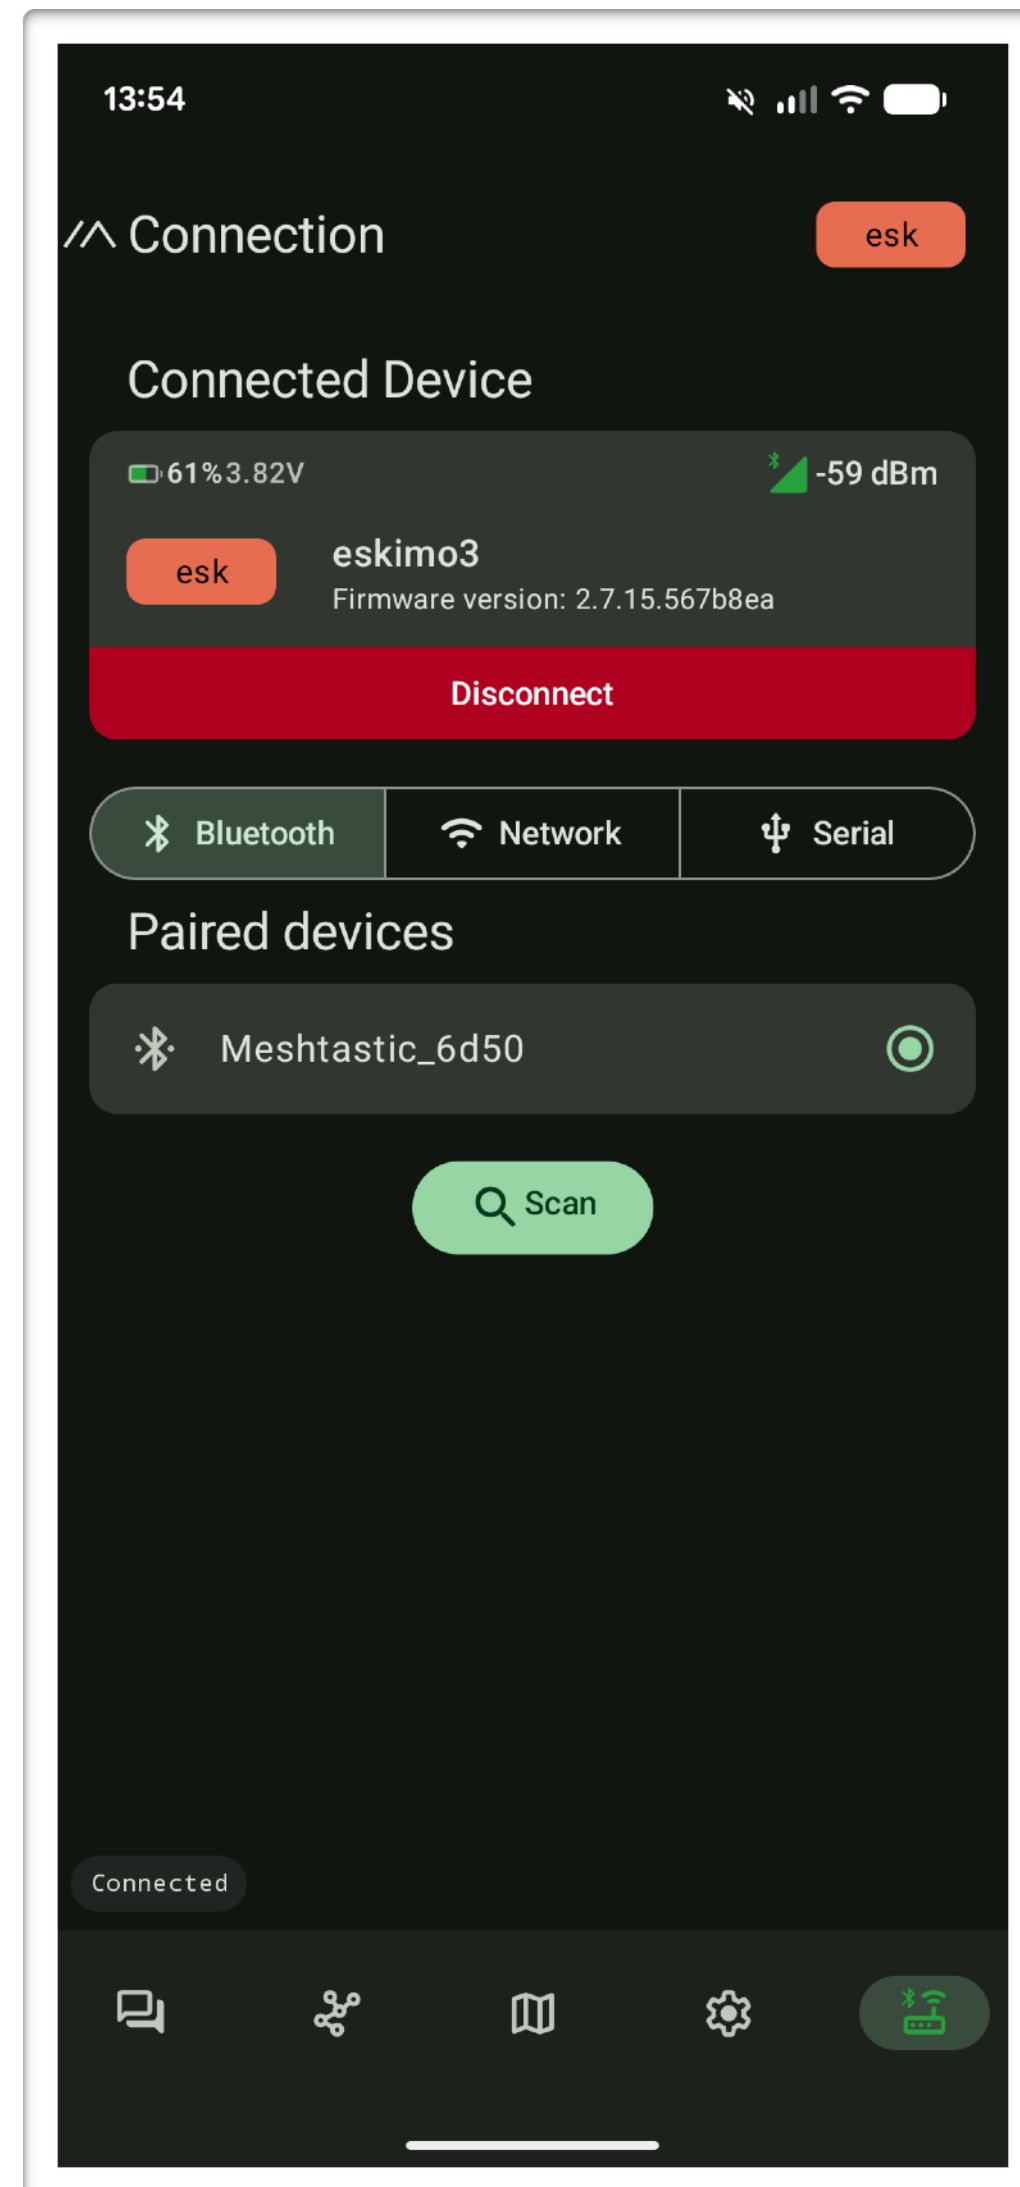 13:54
Connection
esk
Connected Device
61% 3.82V
-59 dBm
esk
eskimo3
Firmware version: 2.7.15.567b8ea
Disconnect
Bluetooth
Network
Serial
Paired devices
Meshtastic_6d50
Scan
Connected